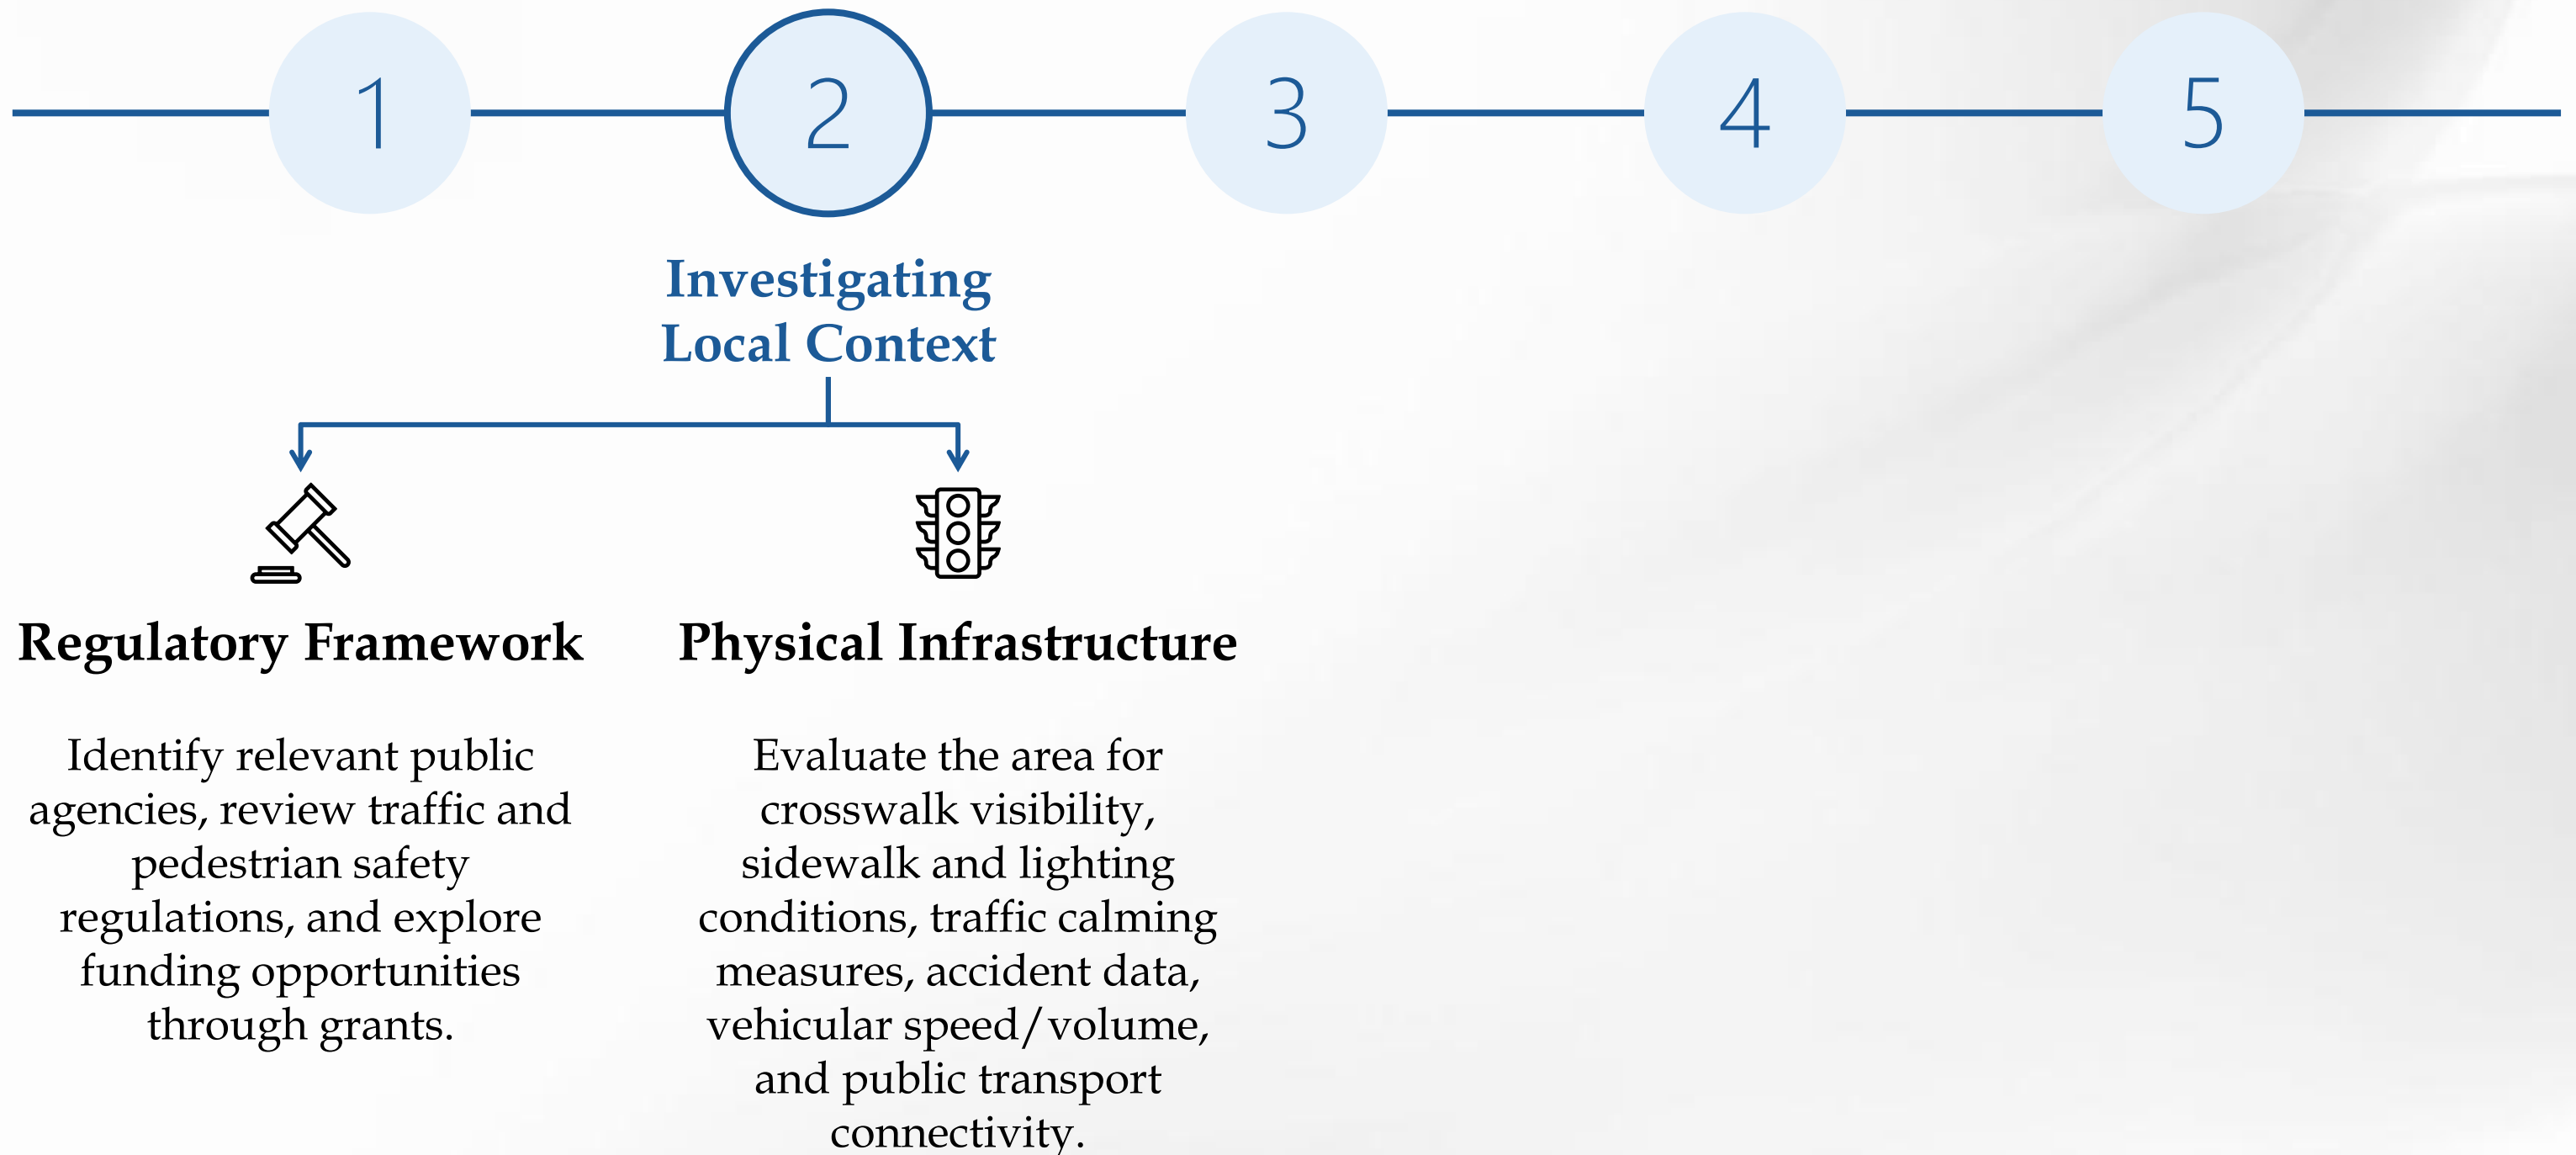 1
2
3
4
5
Investigating
Local Context
Regulatory Framework
Identify relevant public
agencies, review traffic and
pedestrian safety
regulations, and explore
funding opportunities
through grants.
Physical Infrastructure
Evaluate the area for
crosswalk visibility,
sidewalk and lighting
conditions, traffic calming
measures, accident data,
vehicular speed/volume,
and public transport
connectivity.